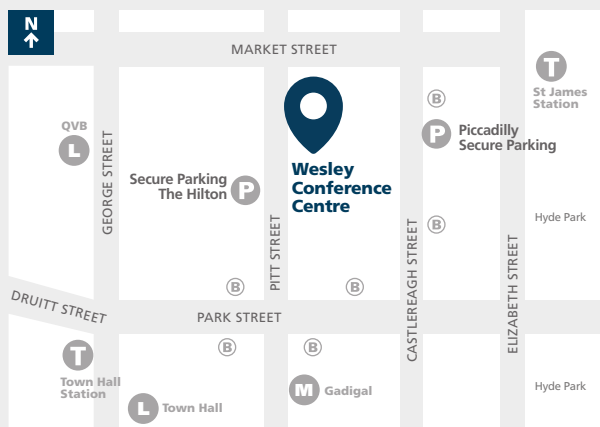 N
MARKET STREET
T
St James
Station
B
QVB
L
P
Piccadilly
Secure Parking
GEORGE STREET
Secure Parking
The Hilton
P
Wesley
Conference
Centre
PITT STREET
B
Hyde Park
CASTLEREAGH STREET
ELIZABETH STREET
B
B
DRUITT STREET
PARK STREET
B
B
T
Town Hall
Station
L
Town Hall
M
Gadigal
Hyde Park